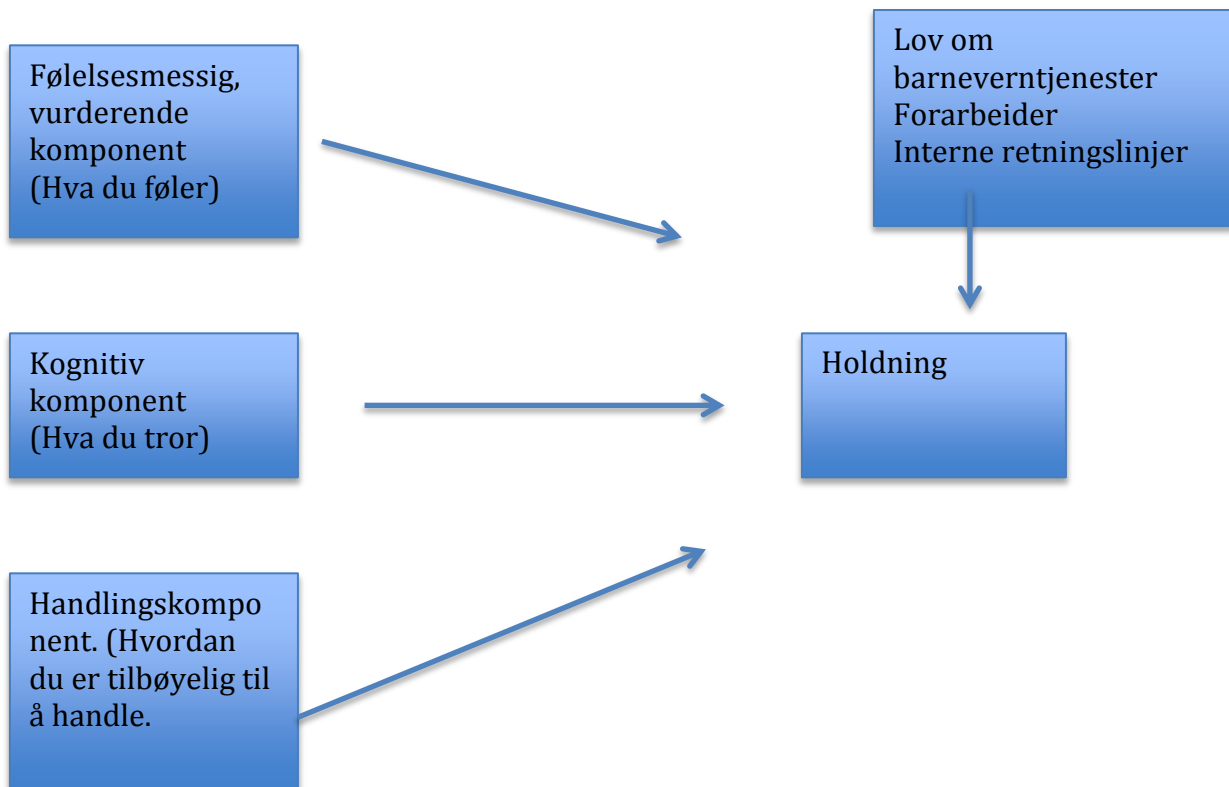 Følelsesmessig,
vurderende
komponent
(Hva du føler)
Lov om
barneverntjenester
Forarbeider
Interne retningslinjer
Kognitiv
komponent
(Hva du tror)
Holdning
Handlingskompo
nent. (Hvordan
du er tilbøyelig til
å handle.